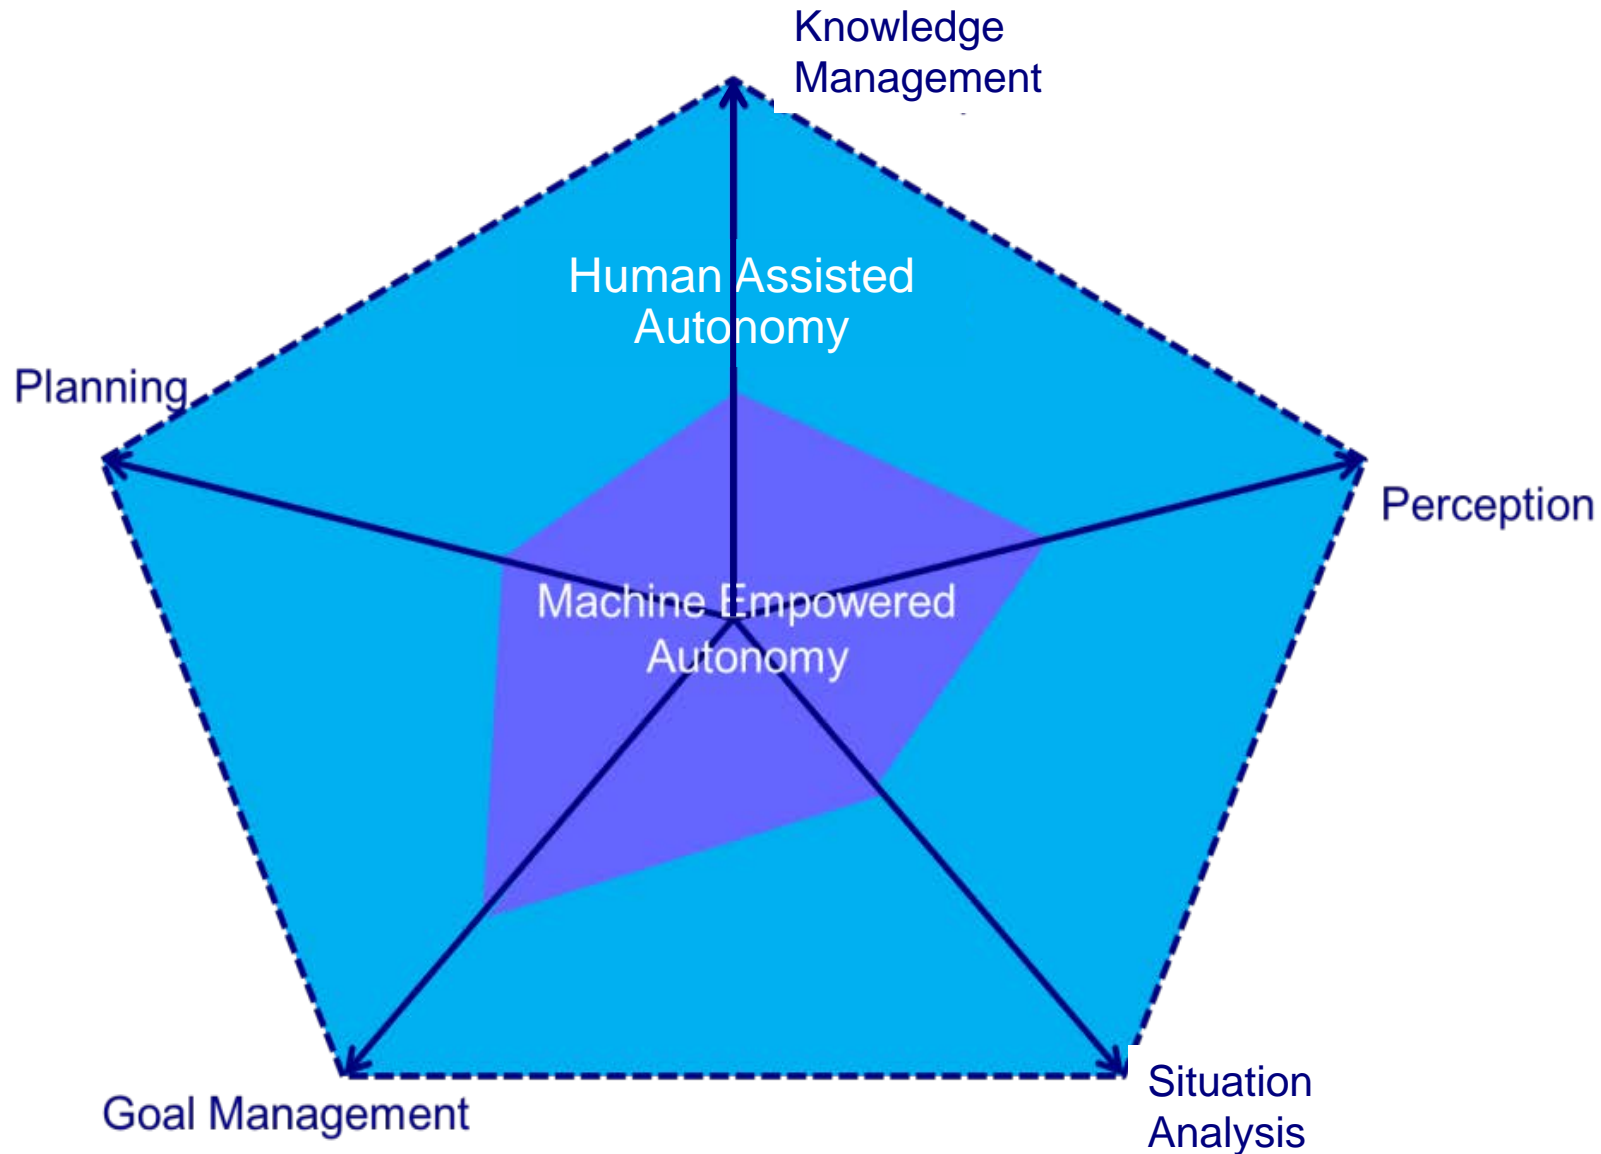 Knowledge
Management
Human Assisted
Autonomy
Planning
Perception
Machine Empowered
Autonomy
Goal Management
Situation
Analysis